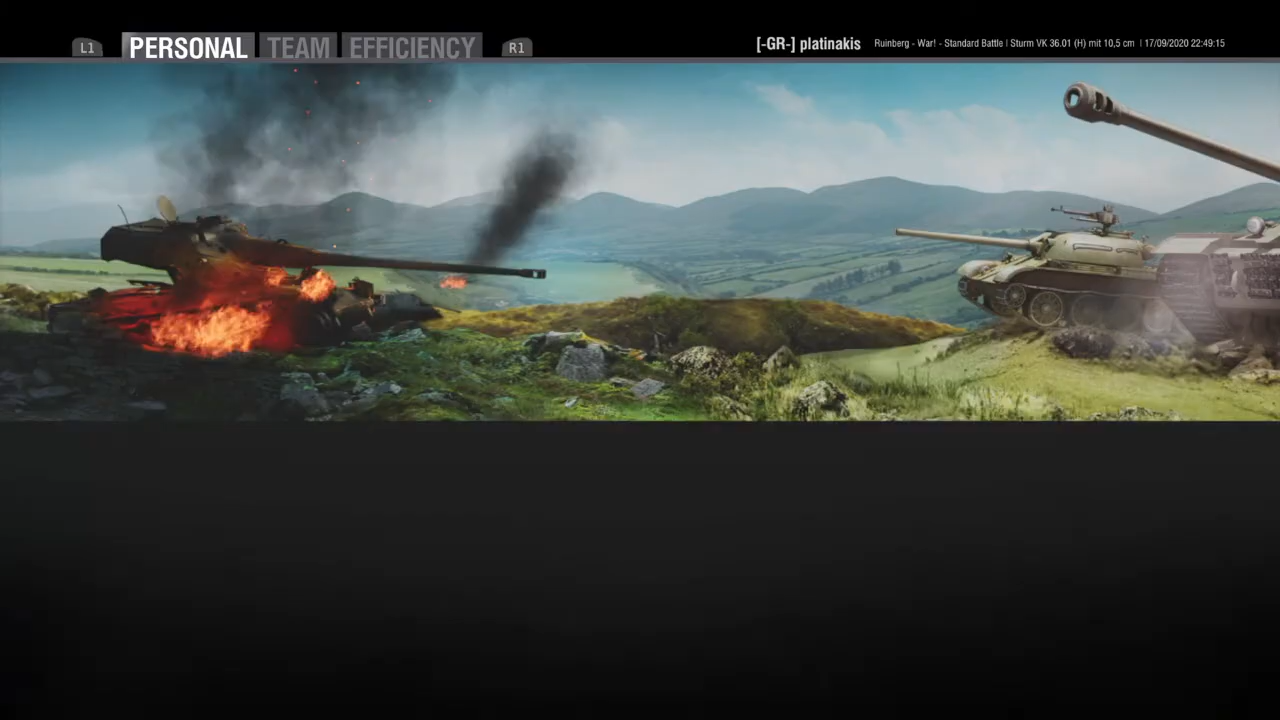 L1 PERSONAL TEAM EFFICIENCY R1 [-GR-] platinakis Ruinberg - War! - Standard Battle | Sturm VK 36.01 (H) mit 10,5 cm | 17/09/2020 22:49:15